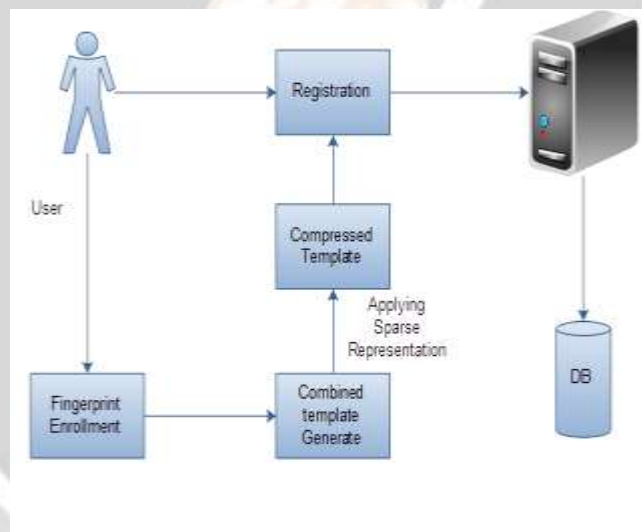 Registration
User
Compressed
Template
Applying
Sparse
Representation
Fingerprint
Enrollment
Combined
template
Generate
DB